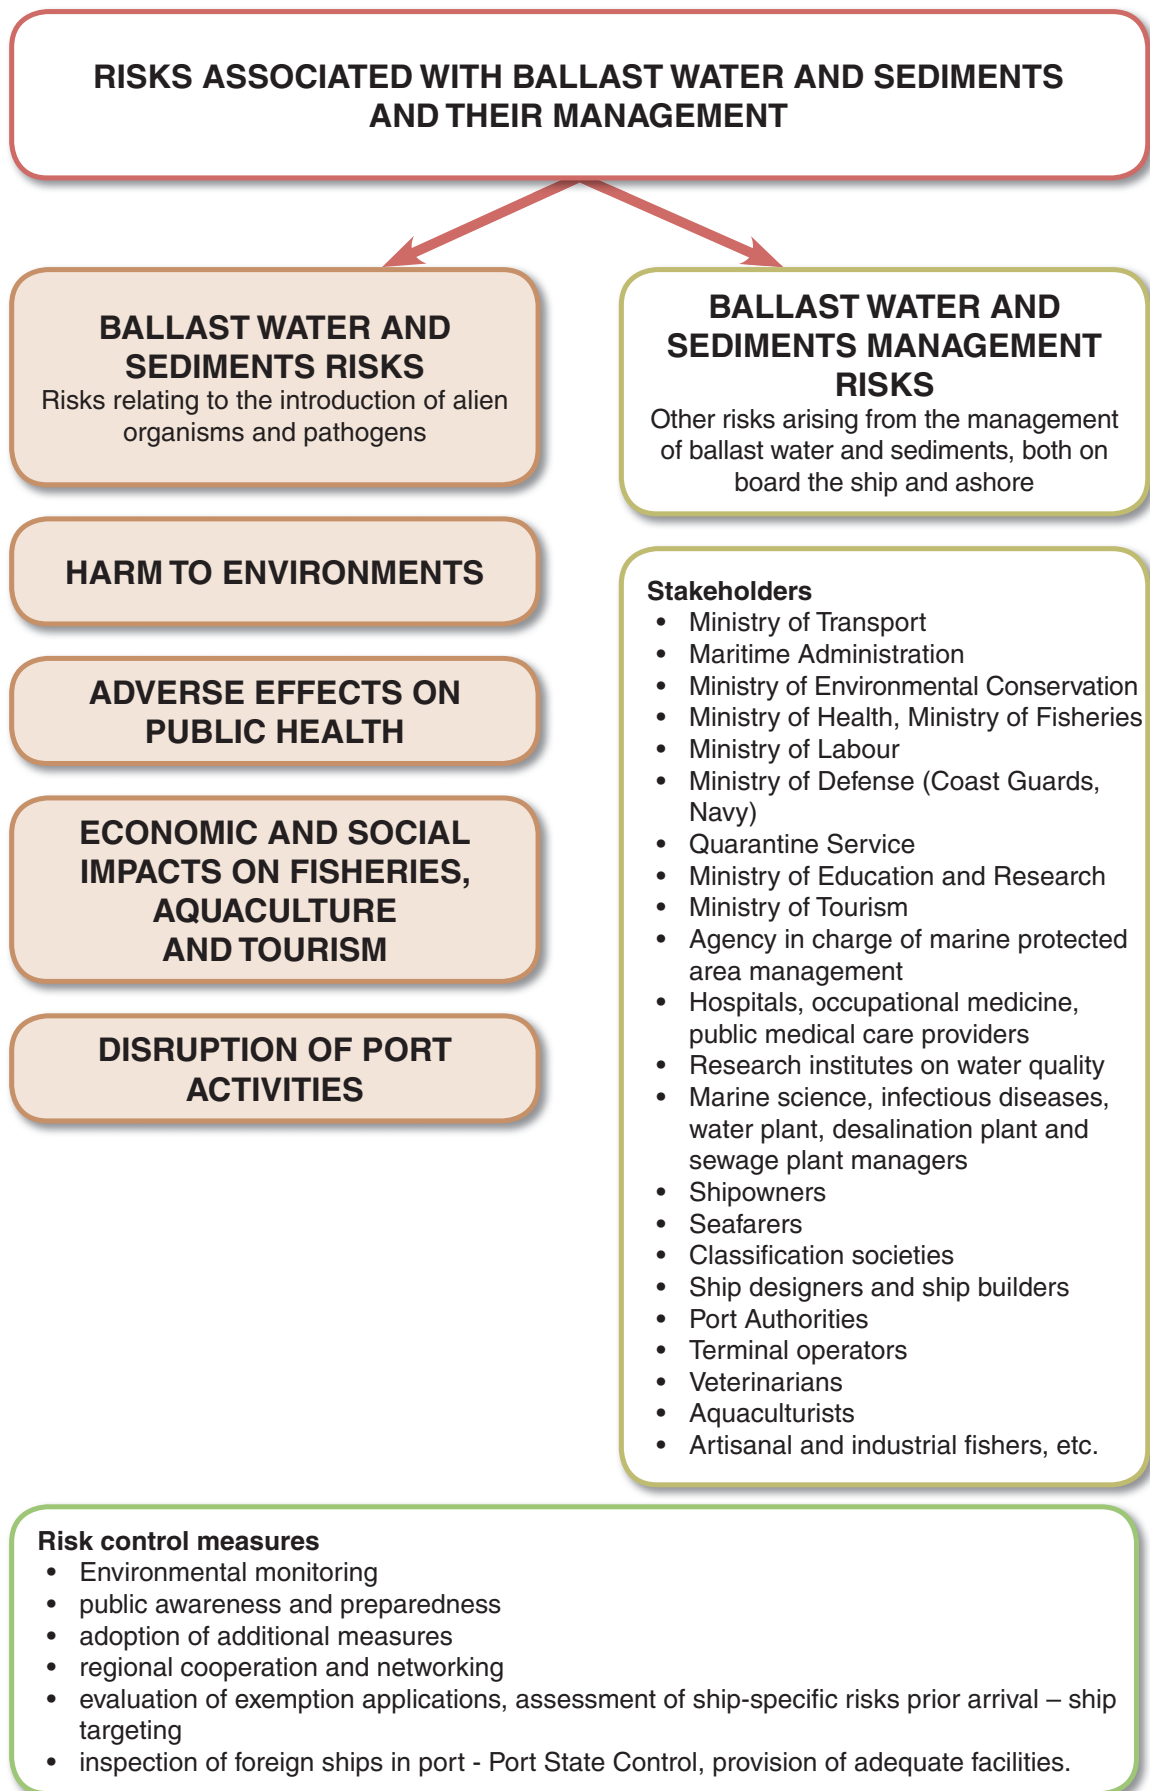 RISKS ASSOCIATED WITH BALLAST WATER AND SEDIMENTS
AND THEIR MANAGEMENT
BALLAST WATER AND
SEDIMENTS RISKS
Risks relating to the introduction of alien
organisms and pathogens
HARM TO ENVIRONMENTS
ADVERSE EFFECTS ON
PUBLIC HEALTH
ECONOMIC AND SOCIAL
IMPACTS ON FISHERIES,
AQUACULTURE
AND TOURISM
DISRUPTION OF PORT
ACTIVITIES
BALLAST WATER AND
SEDIMENTS MANAGEMENT
RISKS
Other risks arising from the management
of ballast water and sediments, both on
board the ship and ashore
Stakeholders
• Ministry of Transport
• Maritime Administration
• Ministry of Environmental Conservation
• Ministry of Health, Ministry of Fisheries
• Ministry of Labour
• Ministry of Defense (Coast Guards,
Navy)
• Quarantine Service
• Ministry of Education and Research
• Ministry of Tourism
• Agency in charge of marine protected
area management
• Hospitals, occupational medicine,
public medical care providers
• Research institutes on water quality
• Marine science, infectious diseases,
water plant, desalination plant and
sewage plant managers
• Shipowners
• Seafarers
• Classification societies
• Ship designers and ship builders
• Port Authorities
• Terminal operators
• Veterinarians
• Aquaculturists
• Artisanal and industrial fishers, etc.
Risk control measures
• Environmental monitoring
• public awareness and preparedness
• adoption of additional measures
• regional cooperation and networking
• evaluation of exemption applications, assessment of ship-specific risks prior arrival – ship
targeting
• inspection of foreign ships in port - Port State Control, provision of adequate facilities.